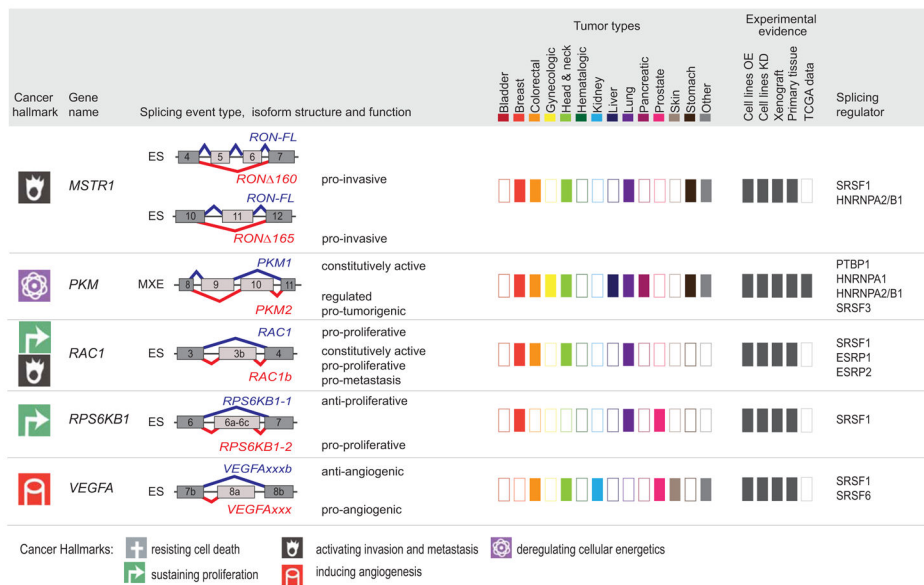 Tumor types
Experimental evidence
Cancer hallmark
Gene name
Splicing event type, isoform structure and function
Bladder
Breast
Colorectal
Gynecologic
Head & neck
Hematalogic
Kidney
Liver
Lung
Pancreatic
Prostate
Skin
Stomach
Other
Cell lines OE
Cell lines KD
Xenograft
Primary tissue
TCGA data
Splicing regulator
MSTR1
RON-FL
ES
4 5 6 7
RONΔ160
pro-invasive
RON-FL
ES
10 11 12
RONΔ165
pro-invasive
SRSF1
HNRNPA2/B1
PKM
PKM1
constitutively active
MXE
8 9 10 11
regulated
pro-tumorigenic
PKM2
PTBP1
HNRNPA1
HNRNPA2/B1
SRSF3
RAC1
RAC1
pro-proliferative
ES
3 3b 4
constitutively active
pro-proliferative
pro-metastasis
RAC1b
SRSF1
ESRP1
ESRP2
RPS6KB1
RPS6KB1-1
anti-proliferative
ES
6 6a-6c 7
RPS6KB1-2
pro-proliferative
SRSF1
VEGFA
VEGFAxxxb
anti-angiogenic
ES
7b 8a 8b
VEGFAxxx
pro-angiogenic
SRSF1
SRSF6
Cancer Hallmarks:
resisting cell death
activating invasion and metastasis
deregulating cellular energetics
sustaining proliferation
inducing angiogenesis